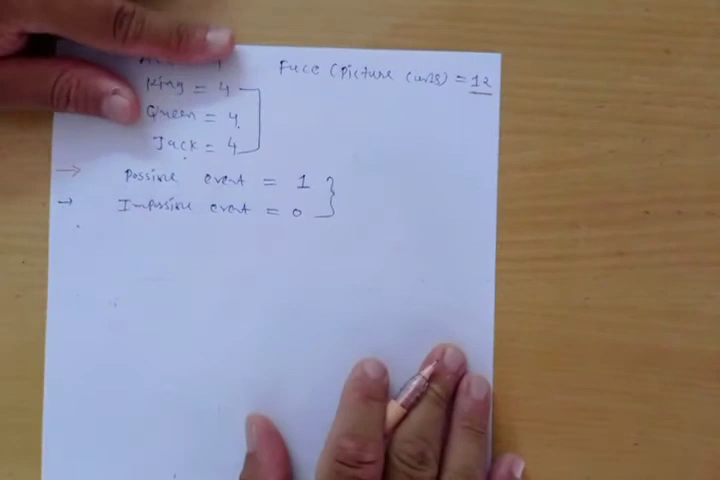 Face (Picture Cards) = 12
King = 4
Queen = 4
Jack = 4
→ Possible event = 1
→ Impossible event = 0